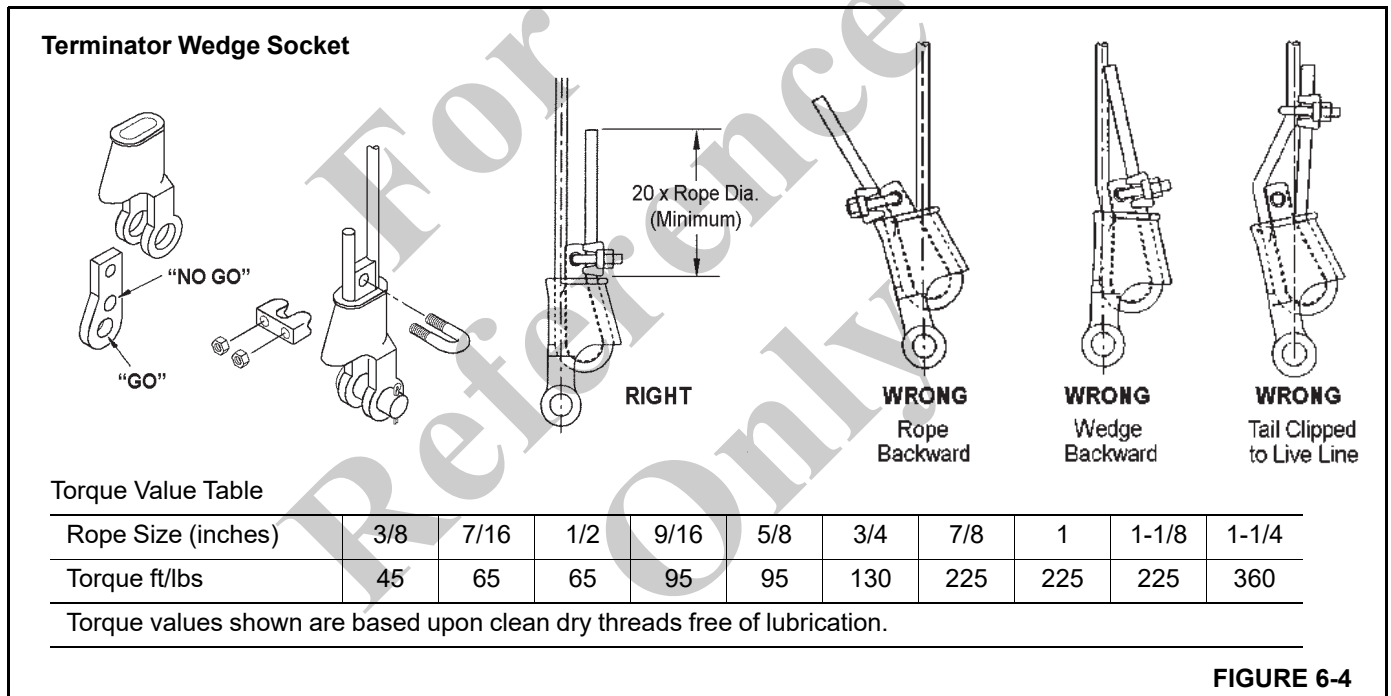 Terminator Wedge Socket
"NO GO"
"GO"
20 x Rope Dia.
(Minimum)
RIGHT
WRONG
Rope
Backward
WRONG
Wedge
Backward
WRONG
Tail Clipped
to Live Line
Torque Value Table
Rope Size (inches) 3/8 7/16 1/2 9/16 5/8 3/4 7/8 1 1-1/8 1-1/4
Torque ft/lbs 45 65 65 95 95 130 225 225 225 360
Torque values shown are based upon clean dry threads free of lubrication.
FIGURE 6-4
For
Reference
Only